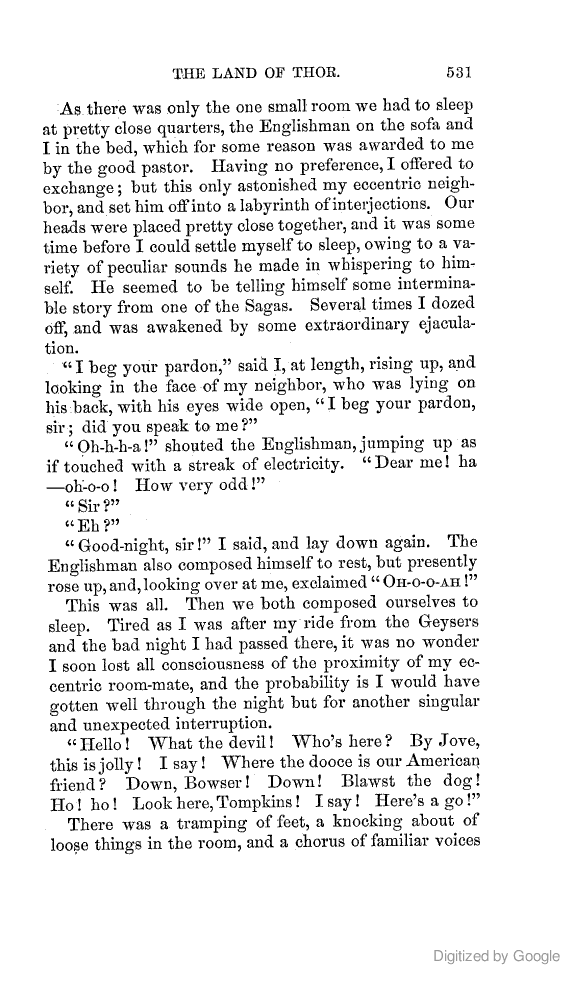 THE LAND OF THOR. 531
As there was only the one small room we had to sleep
at pretty close quarters, the Englishman on the sofa and
I in the bed, which for some reason was awarded to me
by the good pastor. Having no preference, I offered to
exchange; but this only astonished my eccentric neigh-
bor, and set him off into a labyrinth of interjections. Our
heads were placed pretty close together, and it was some
time before I could settle myself to sleep, owing to a va-
riety of peculiar sounds he made in whispering to him-
self. He seemed to be telling himself some intermina-
ble story from one of the Sagas. Several times I dozed
off, and was awakened by some extraordinary ejacula-
tion.
"I beg your pardon," said I, at length, rising up, and
looking in the face of my neighbor, who was lying on
his back, with his eyes wide open, "I beg your pardon,
sir; did you speak to me?"
"Oh-h-h-a!" shouted the Englishman, jumping up as
if touched with a streak of electricity. "Dear me! ha
—oh-o-o! How very odd!"
"Sir?"
"Eh?"
"Good-night, sir!" I said, and lay down again. The
Englishman also composed himself to rest, but presently
rose up, and, looking over at me, exclaimed "OH-O-O-AH!"
This was all. Then we both composed ourselves to
sleep. Tired as I was after my ride from the Geysers
and the bad night I had passed there, it was no wonder
I soon lost all consciousness of the proximity of my ec-
centric room-mate, and the probability is I would have
gotten well through the night but for another singular
and unexpected interruption.
"Hello! What the devil! Who's here? By Jove,
this is jolly! I say! Where the dooce is our American
friend? Down, Bowser! Down! Blawst the dog!
Ho! ho! Look here, Tompkins! I say! Here's a go!"
There was a tramping of feet, a knocking about of
loose things in the room, and a chorus of familiar voices
Digitized by Google